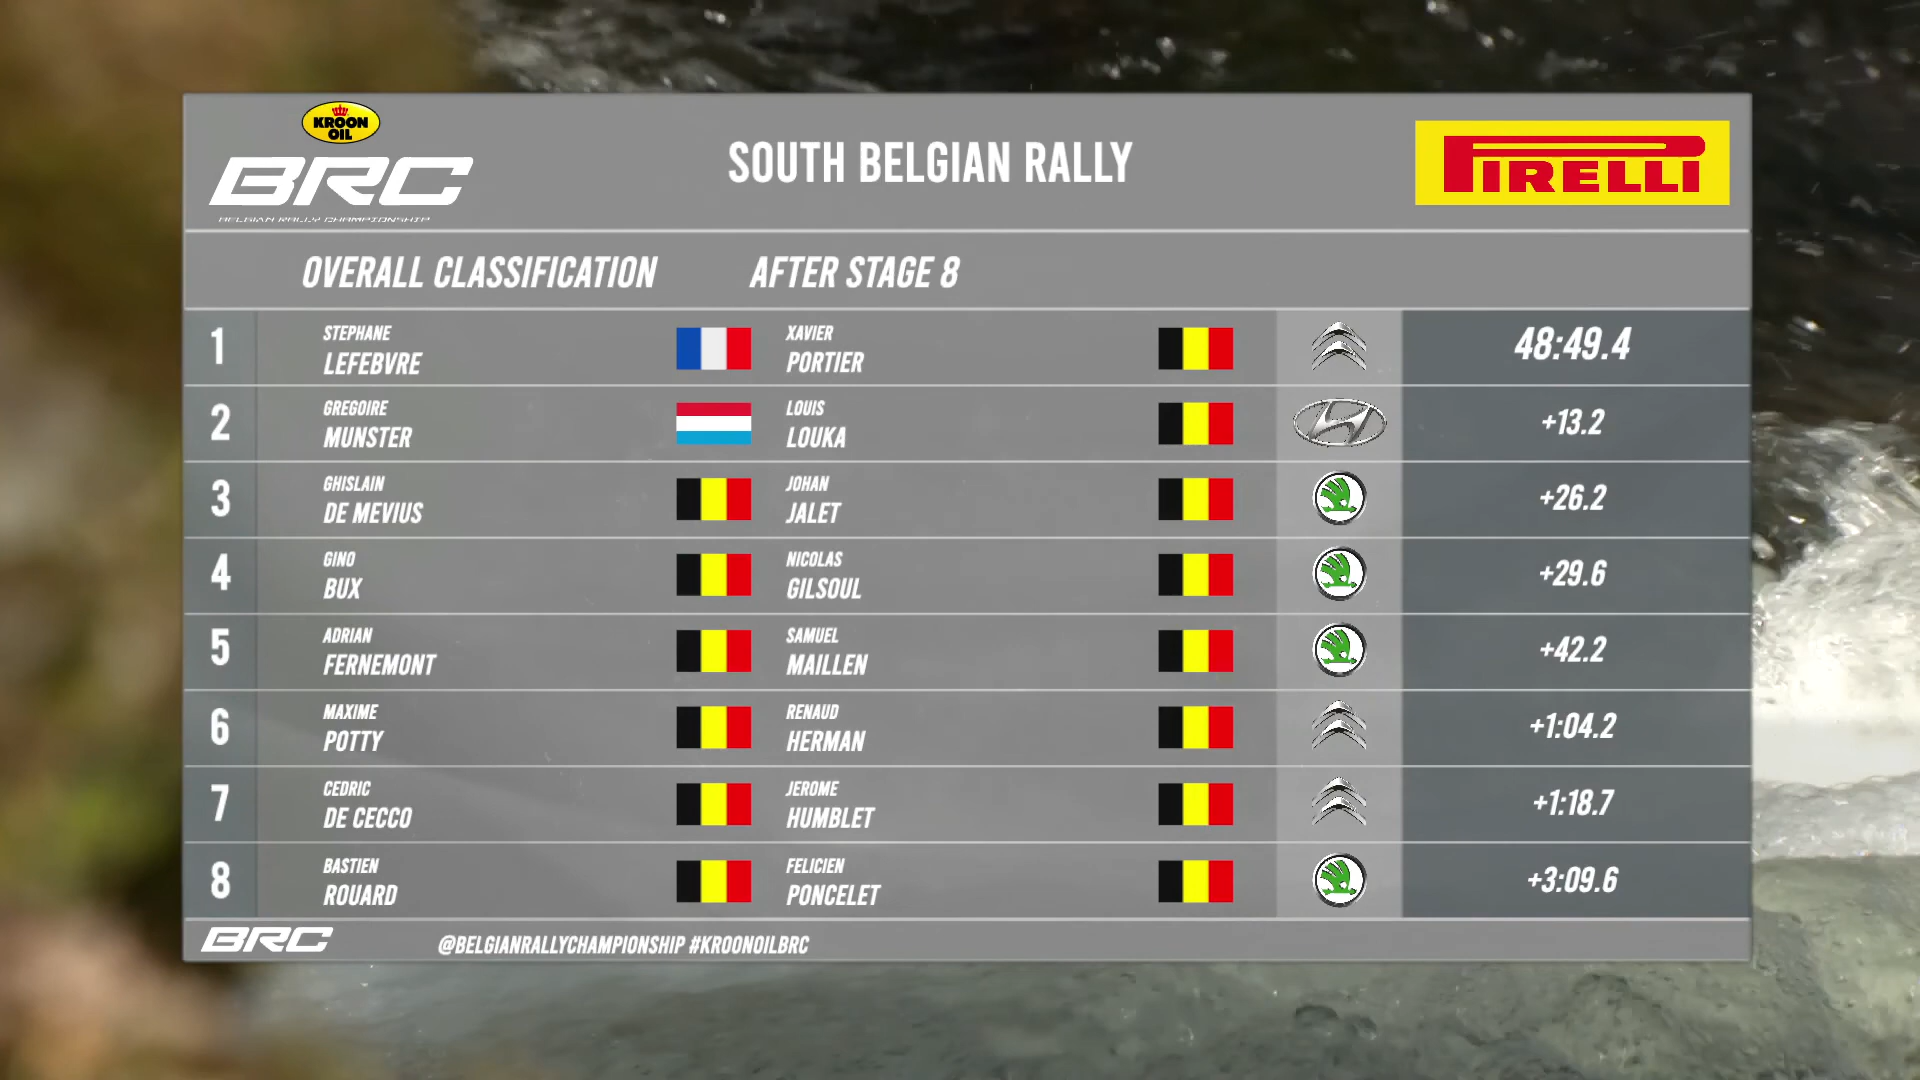 KROON
OIL
BRC
BELGIAN RALLY CHAMPIONSHIP
SOUTH BELGIAN RALLY
PIRELLI
OVERALL CLASSIFICATION AFTER STAGE 8
1 STEPHANE LEFEBVRE XAVIER PORTIER 48:49.4
2 GREGOIRE MUNSTER LOUIS LOUKA +13.2
3 GHISLAIN DE MEVIUS JOHAN JALET +26.2
4 GINO BUX NICOLAS GILSOUL +29.6
5 ADRIAN FERNEMONT SAMUEL MAILLEN +42.2
6 MAXIME POTTY RENAUD HERMAN +1:04.2
7 CEDRIC DE CECCO JEROME HUMBLET +1:18.7
8 BASTIEN ROUARD FELICIEN PONCELET +3:09.6
BRC @BELGIANRALLYCHAMPIONSHIP #KROONOILBRC